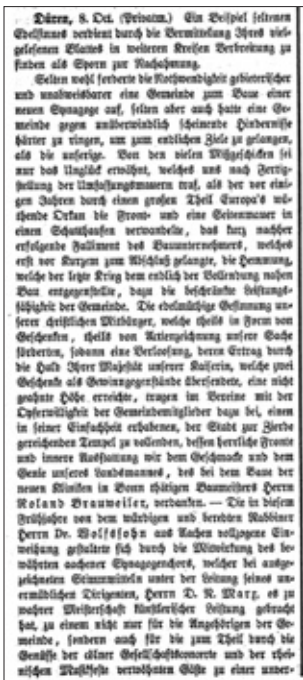 Düren, 8. Oct. (Privatm.) Ein Beispiel seltenen
Edelsinnes verdient durch die Vermittelung Ihres viel-
gelesenen Blattes in weiteren Kreisen Verbreitung zu
finden als Sporn zur Nachahmung.
Selten wohl forderte die Nothwendigkeit gebieterischer
und unabweisbarer eine Gemeinde zum Baue einer
neuen Synagoge auf, selten aber auch hatte eine Ge-
meinde gegen unüberwindlich scheinende Hindernisse
härter zu ringen, um zum endlichen Ziele zu gelangen,
als die unserige. Von den vielen Mißgeschicken sei
nur das Unglück erwähnt, welches uns nach Fertig-
stellung der Umfassungsmauern traf, als der vor eini-
gen Jahren durch einen großen Theil Europa's wü-
thende Orkan die Front- und eine Seitenmauer in
einen Schutthaufen verwandelte, das kurz nachher
erfolgende Falliment des Bauunternehmers, welches
erst vor Kurzem zum Abschluß gelangte, die Hemmung,
welche der letzte Krieg dem endlich der Vollendung nahen
Bau entgegenstellte, dazu die beschränkte Leistungs-
fähigkeit der Gemeinde. Die edelmüthige Gesinnung un-
serer christlichen Mitbürger, welche theils in Form von
Geschenken, theils von Actienzeichnung unsere Sache
förderten, sodann eine Verloosung, deren Ertrag durch
die Huld Ihrer Majestät unserer Kaiserin, welche zwei
Geschenke als Gewinngegenstände übersendete, eine nicht
geahnte Höhe erreichte, trugen im Vereine mit der
Opferwilligkeit der Gemeindemitglieder dazu bei, einen
in seiner Einfachheit erhabenen, der Stadt zur Zierde
gereichenden Tempel zu vollenden, dessen herrliche Fronte
und innere Ausstattung wir dem Geschmacke und dem
Genie unseres Landsmannes, des bei dem Baue der
neuen Kliniken in Bonn thätigen Baumeisters Herrn
Roland Brauweiler, verdanken. — Die in diesem
Frühjahre von dem würdigen und beredten Rabbiner
Herrn Dr. Wolfssohn aus Aachen vollzogene Ein-
weihung gestaltete sich durch die Mitwirkung des be-
währten aachener Synagogenchors, welcher bei ausge-
zeichneten Stimmmitteln unter der Leitung seines un-
ermüdlichen Dirigenten, Herrn D. R. Marx, es zu
wahrer Meisterschaft künstlerischer Leistung gebracht
hat, zu einem nicht nur für die Angehörigen der Ge-
meinde, sondern auch für die zum Theil durch die
Genüsse der cölner Gesellschaftsconcerte und der rhei-
nischen Musikfeste verwöhnten Gäste zu einer unver-